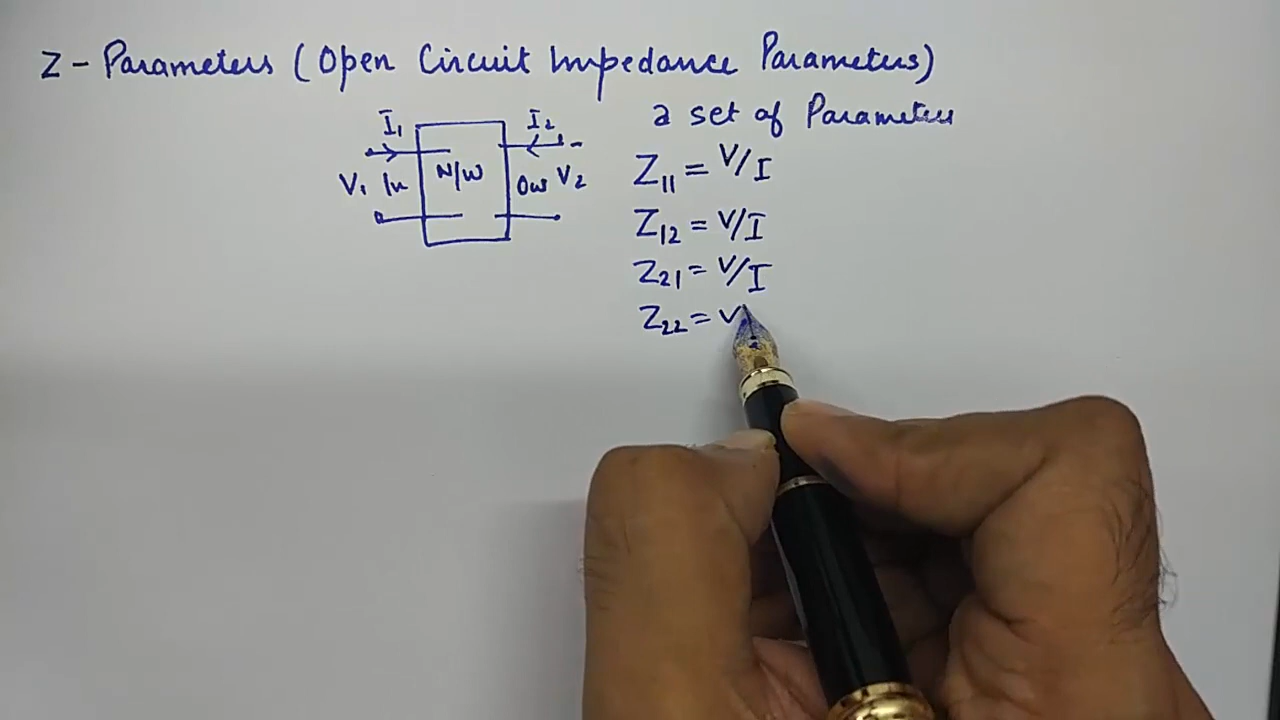 Z - Parameters (Open Circuit Impedance Parameters)
a set of Parameters
I1 I2
V1 In N/W Out V2
Z11 = V/I
Z12 = V/I
Z21 = V/I
Z22 = V